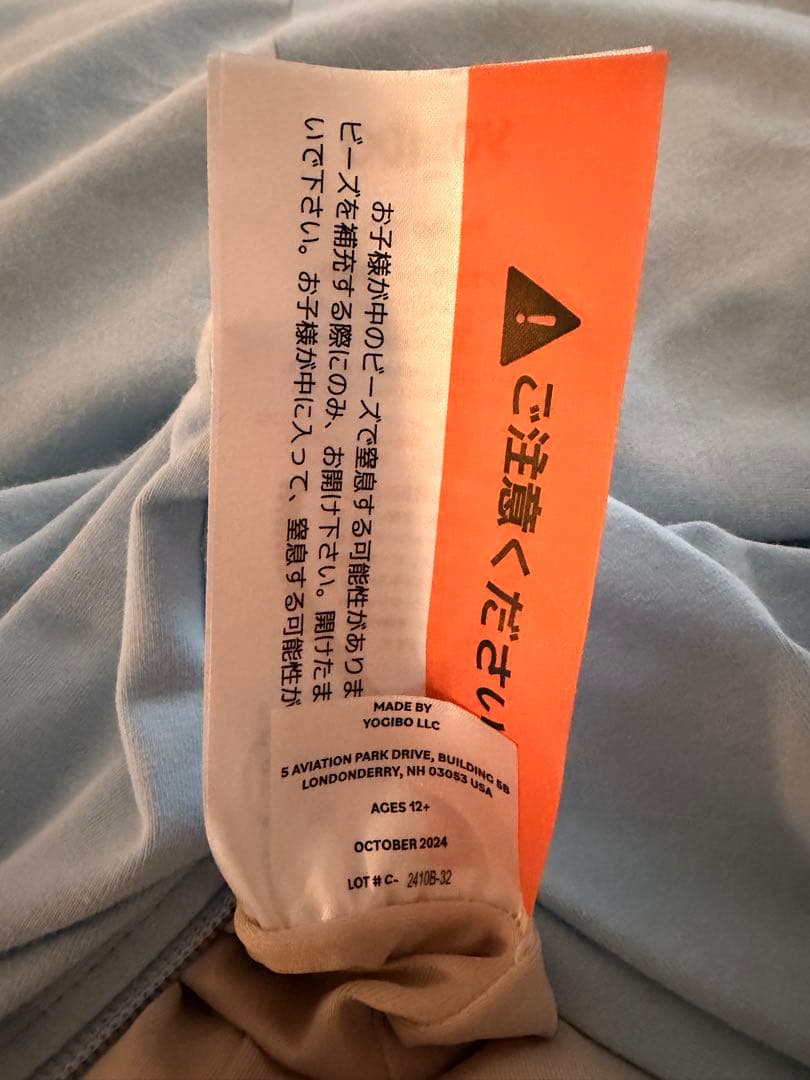 ご注意ください
お子様が中のビーズで窒息する可能性がありま
ビーズを補充する際にのみ、お開け下さい。開けたま
いで下さい。お子様が中に入って、窒息する可能性が
MADE BY
YOGIBO LLC
5 AVIATION PARK DRIVE, BUILDING 5B
LONDONDERRY, NH 03053 USA
AGES 12+
OCTOBER 2024
LOT # C- 2410B-32